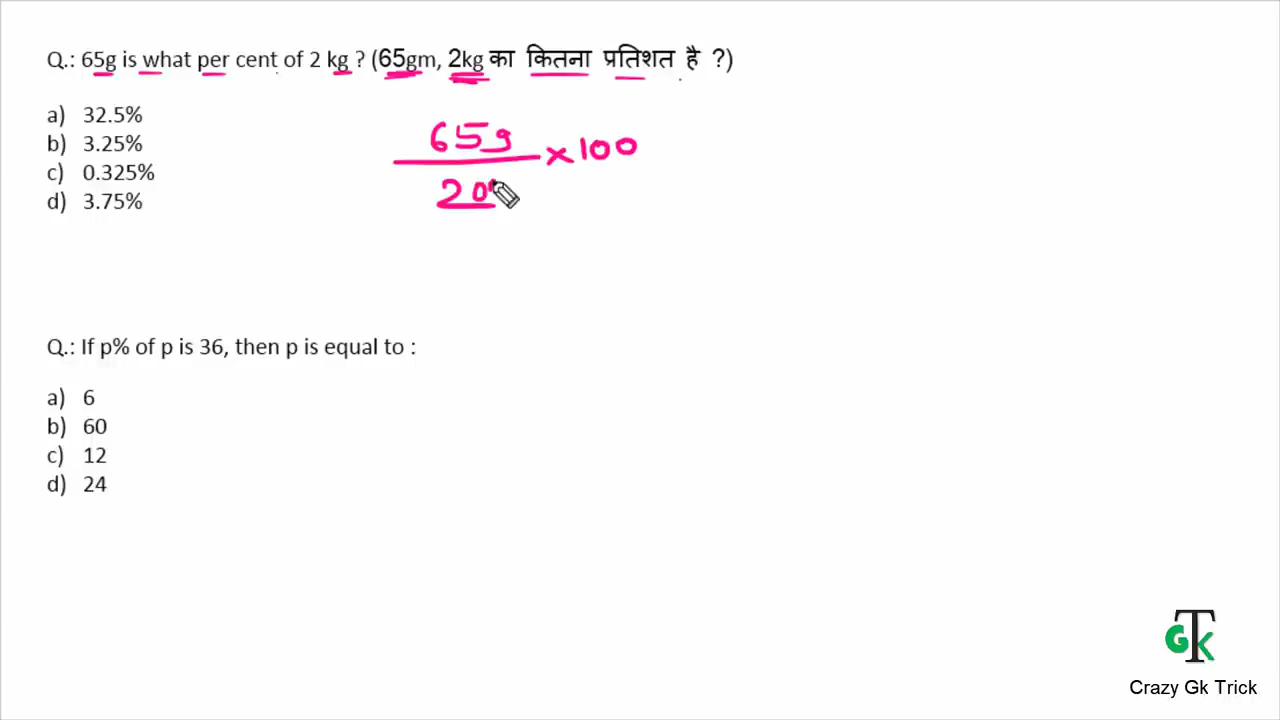 Q.: 65g is what per cent of 2 kg ? (65gm, 2kg का कितना प्रतिशत है ?)
a) 32.5%
b) 3.25%
c) 0.325%
d) 3.75%
65g
× 100
20
Q.: If p% of p is 36, then p is equal to :
a) 6
b) 60
c) 12
d) 24
GTK
Crazy Gk Trick